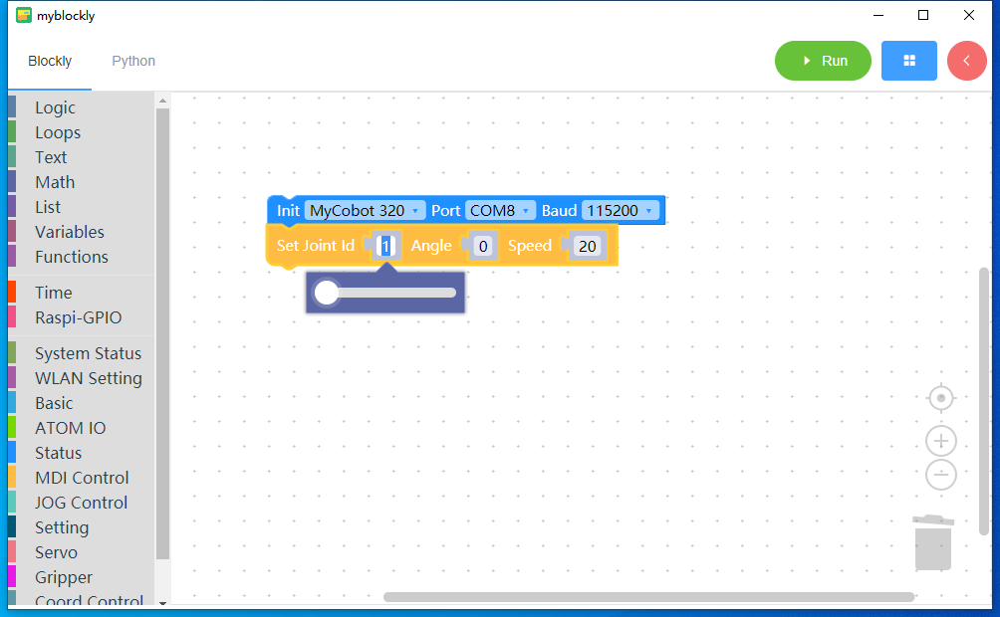 myblockly
Blockly Python Run
Logic
Loops
Text
Math
List
Variables
Functions
Time
Raspi-GPIO
System Status
WLAN Setting
Basic
ATOM IO
Status
MDI Control
JOG Control
Setting
Servo
Gripper
Coord Control
Init MyCobot 320 Port COM8 Baud 115200
Set Joint Id 1 Angle 0 Speed 20